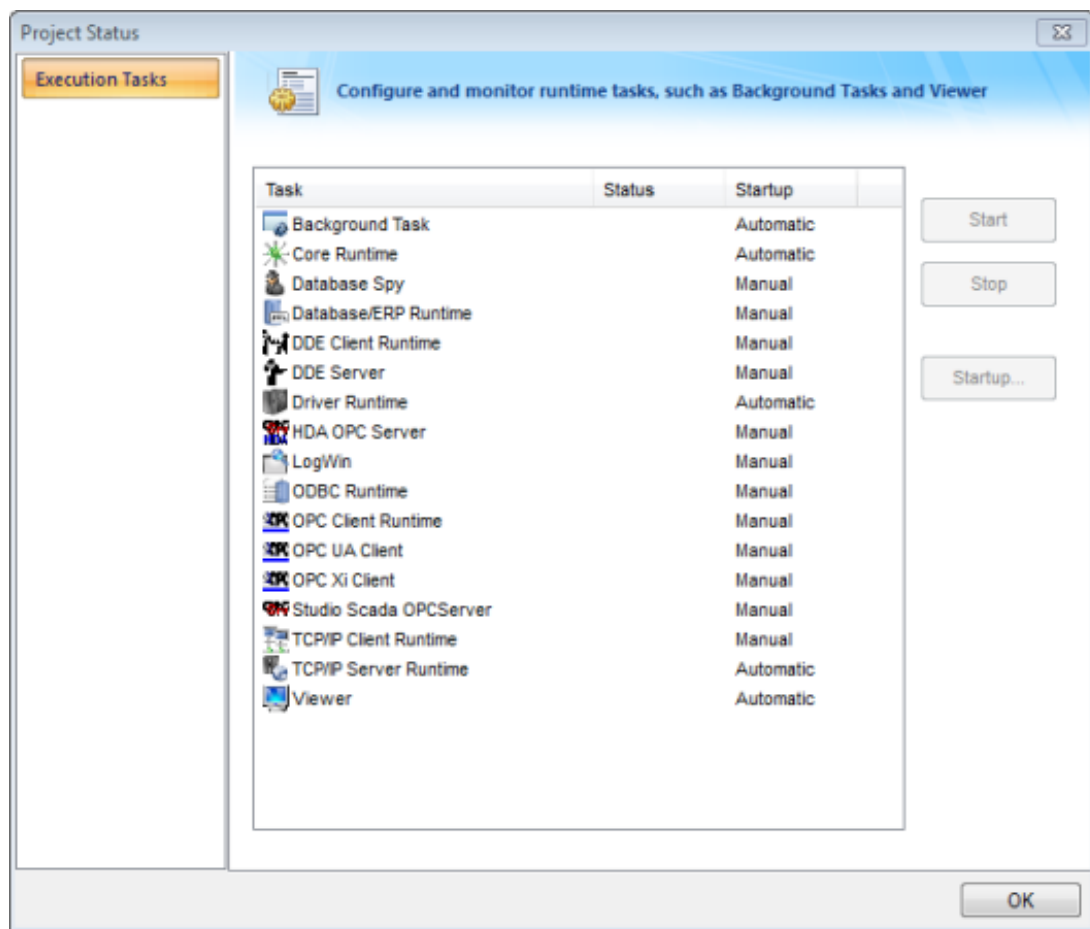 Project Status
Execution Tasks
Configure and monitor runtime tasks, such as Background Tasks and Viewer
Task Status Startup
Background Task Automatic
Core Runtime Automatic
Database Spy Manual
Database/ERP Runtime Manual
DDE Client Runtime Manual
DDE Server Manual
Driver Runtime Automatic
HDA OPC Server Manual
LogWin Manual
ODBC Runtime Manual
OPC Client Runtime Manual
OPC UA Client Manual
OPC Xi Client Manual
Studio Scada OPCServer Manual
TCP/IP Client Runtime Manual
TCP/IP Server Runtime Automatic
Viewer Automatic
Start
Stop
Startup...
OK